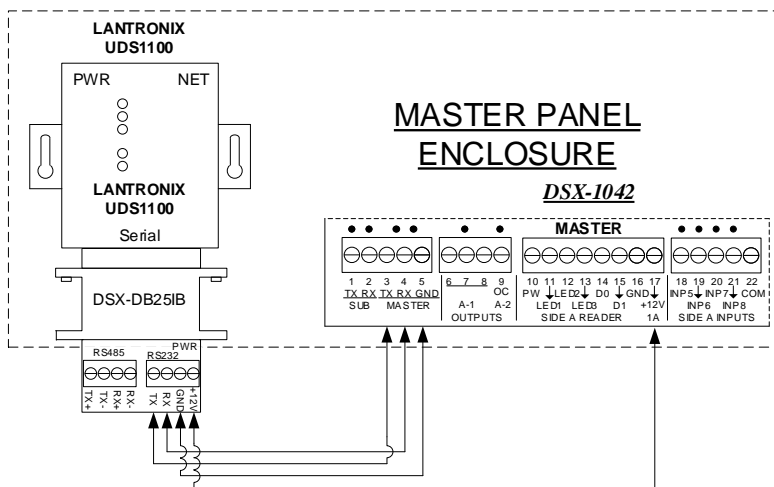 LANTRONIX
UDS1100
PWR NET
LANTRONIX
UDS1100
Serial
DSX-DB25IB
RS485
RS232
PWR
TX+ TX- RX+ RX-
TX RX GND +12V
MASTER PANEL
ENCLOSURE
DSX-1042
MASTER
1 2 3 4 5 6 7 8 9 10 11 12 13 14 15 16 17 18 19 20 21 22
TX RX TX RX GND OC PW LED2 D0 GND INP5 INP7 COM
SUB MASTER A-1 A-2 LED1 LED3 D1 +12V INP6 INP8
OUTPUTS SIDE A READER 1A SIDE A INPUTS